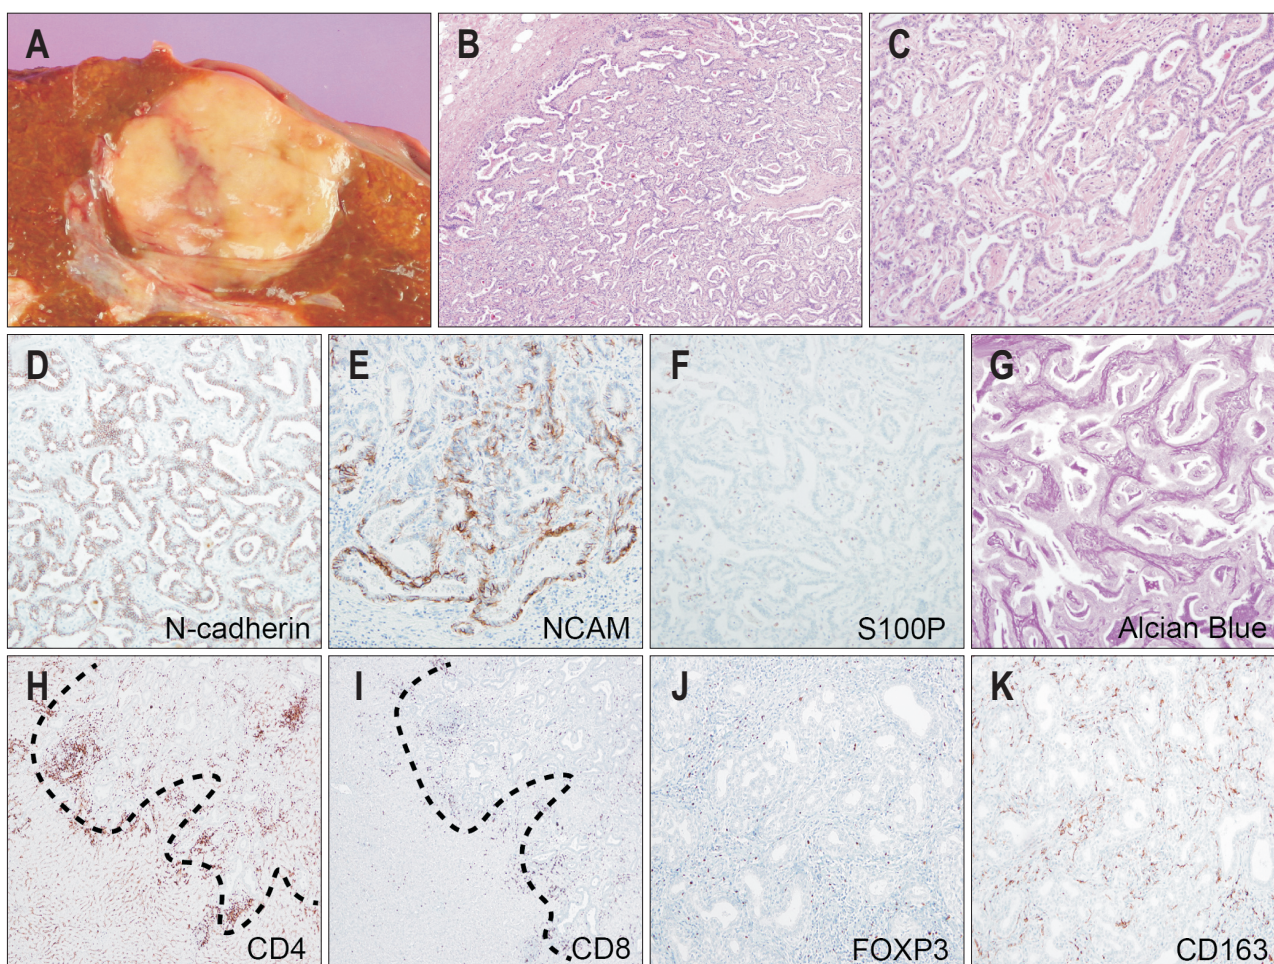 A
B
C
D
N-cadherin
E
NCAM
F
S100P
G
Alcian Blue
H
CD4
I
CD8
J
FOXP3
K
CD163